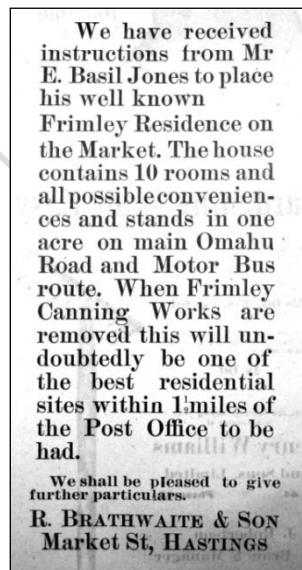 We have received
instructions from Mr
E. Basil Jones to place
his well known
Frimley Residence on
the Market. The house
contains 10 rooms and
all possible convenien-
ces and stands in one
acre on main Omahu
Road and Motor Bus
route. When Frimley
Canning Works are
removed this will un-
doubtedly be one of
the best residential
sites within 1½miles of
the Post Office to be
had.
We shall be pleased to give
further particulars.
R. BRATHWAITE & SON
Market St, HASTINGS